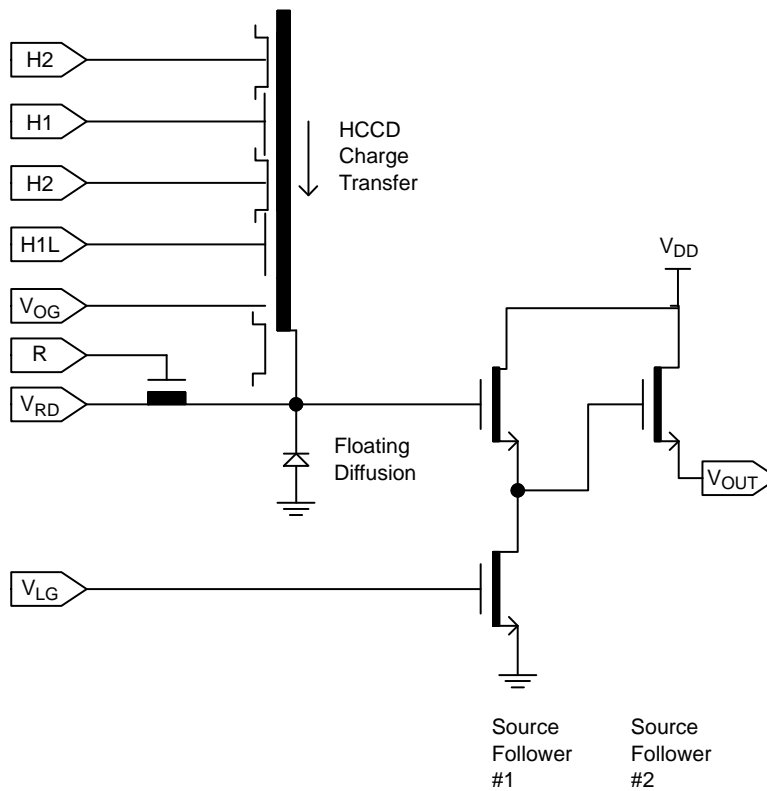 H2
H1
H2
H1L
VOG
R
VRD
VLG
HCCD
Charge
Transfer
Floating
Diffusion
VDD
VOUT
Source
Follower
#1
Source
Follower
#2